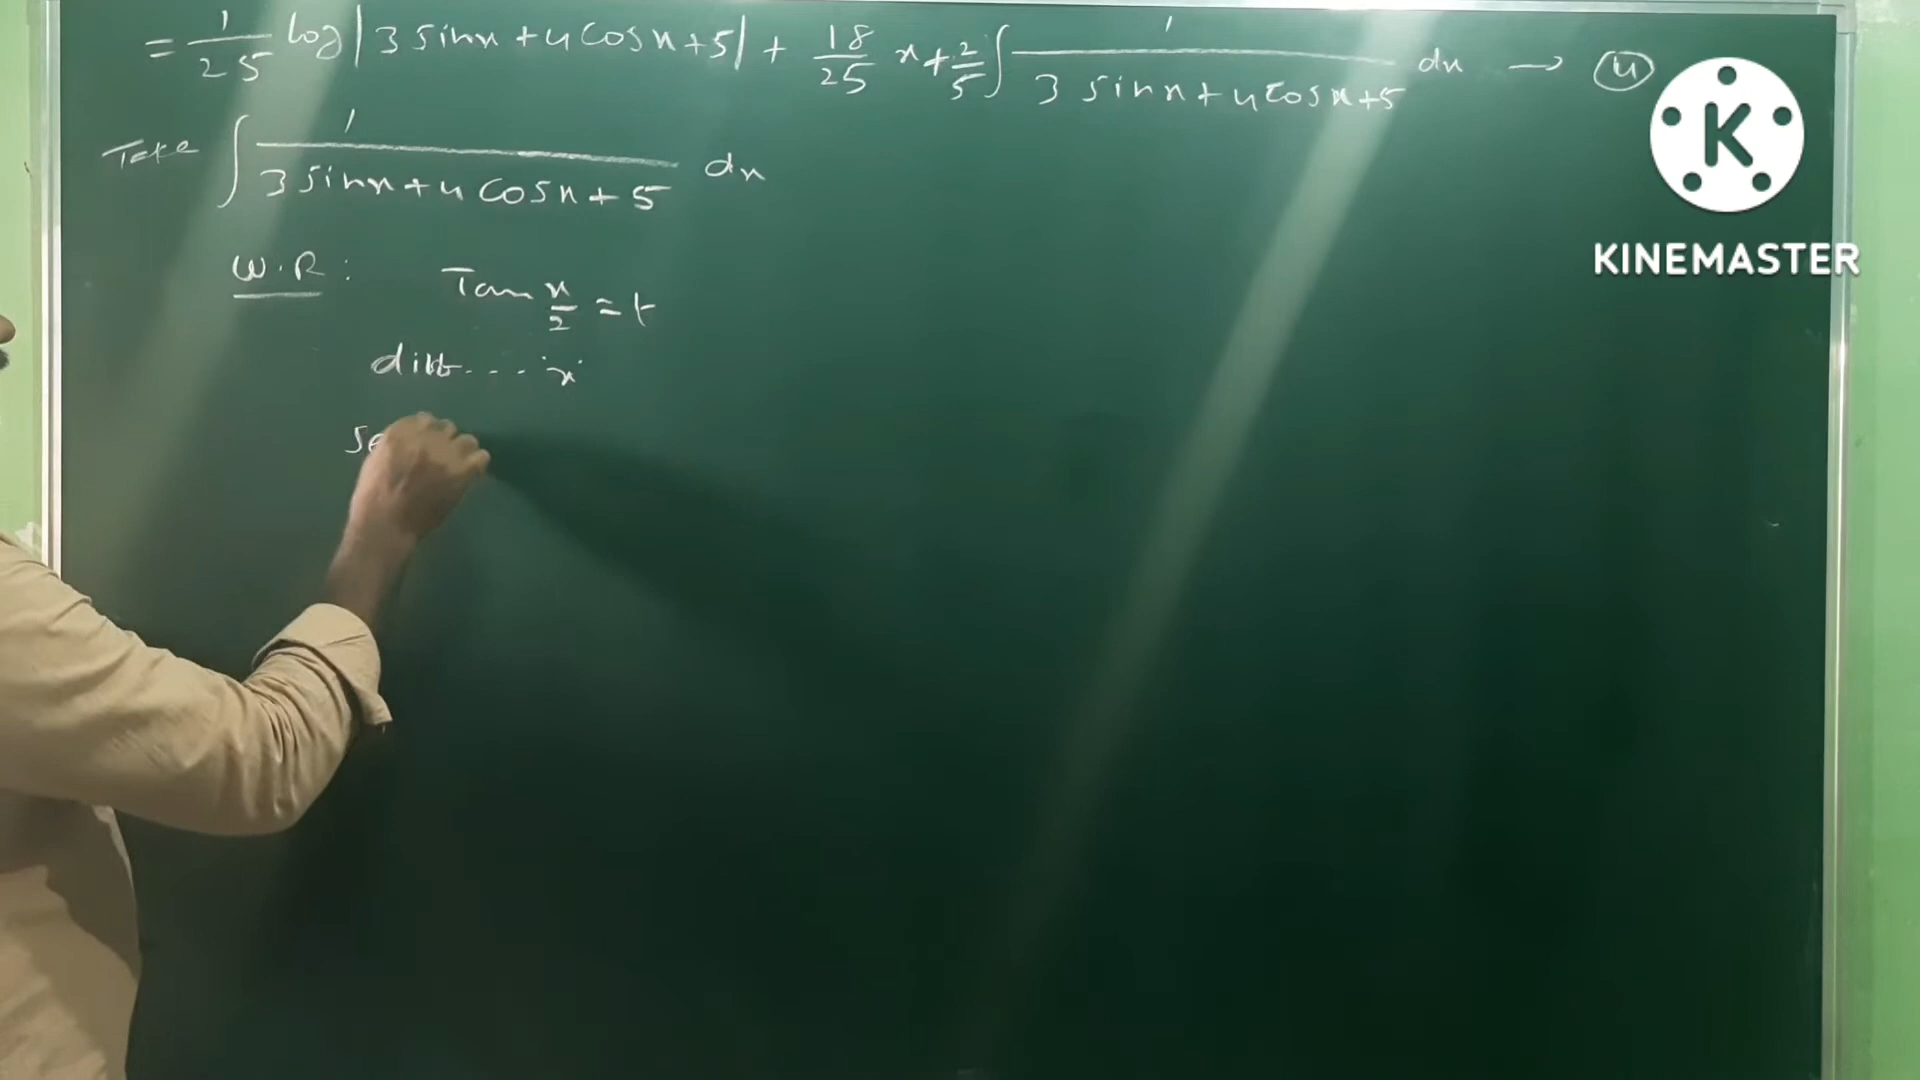 = 1/25 log|3 sinx + 4 cosx + 5| + 18/25 x + 2/5 ∫ 1/(3 sinx + 4 cosx + 5) dx → (4)
Take ∫ 1/(3 sinx + 4 cosx + 5) dx
W.R : Tan x/2 = t
diff.... 'x'
se
KINEMASTER